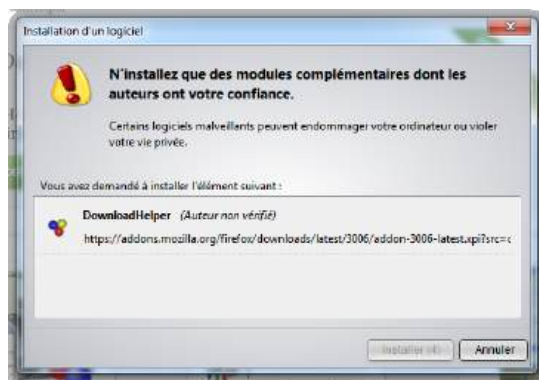 Installation d'un logiciel
N'installez que des modules complémentaires dont les
auteurs ont votre confiance.
Certains logiciels malveillants peuvent endommager votre ordinateur ou violer
votre vie privée.
Vous avez demandé à installer l'élément suivant :
DownloadHelper (Auteur non vérifié)
https://addons.mozilla.org/firefox/downloads/latest/3006/addon-3006-latest.xpi?src=c
Installer (4) Annuler